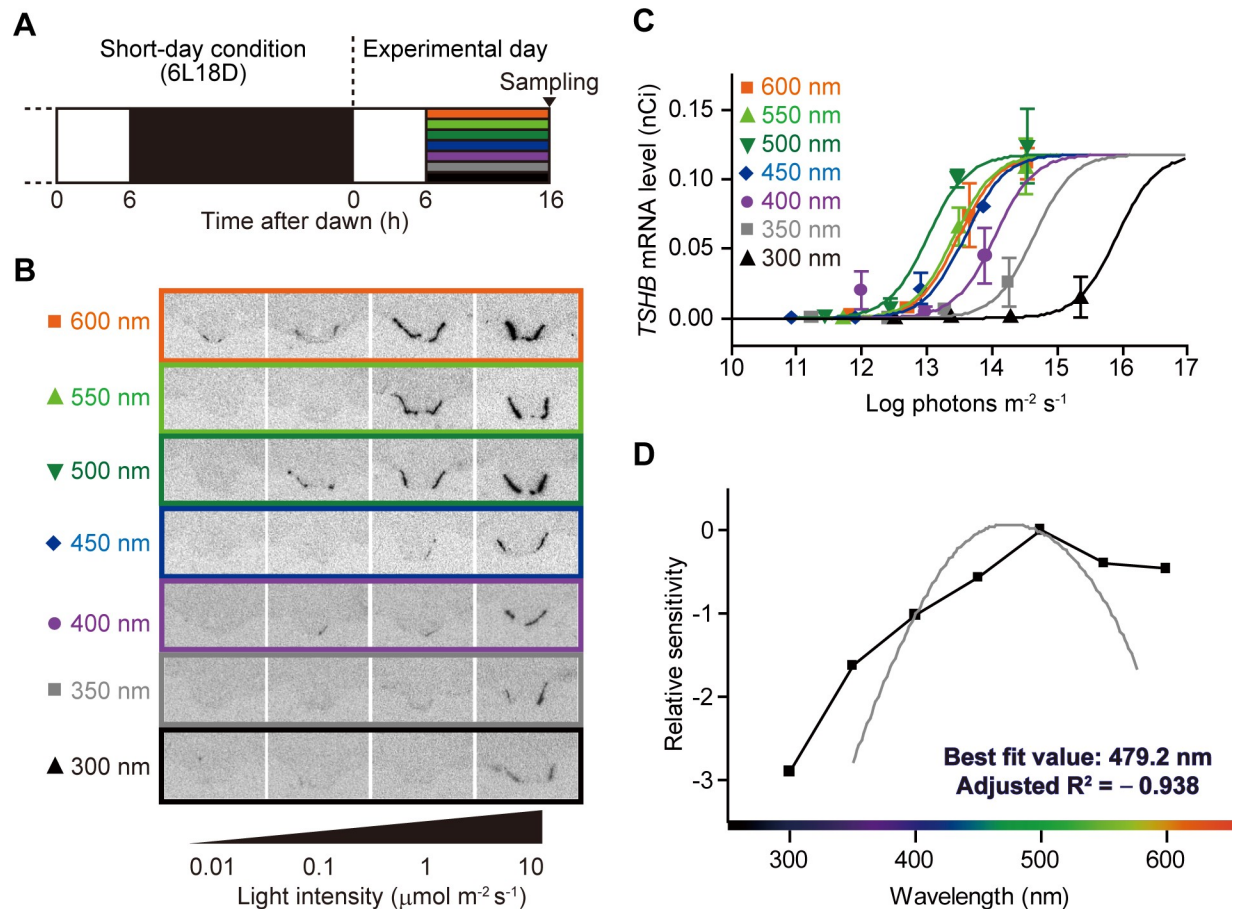 A
Short-day condition
(6L18D)
Experimental day
Sampling
0 6 0 6 16
Time after dawn (h)
B
600 nm
550 nm
500 nm
450 nm
400 nm
350 nm
300 nm
0.01 0.1 1 10
Light intensity (μmol m⁻² s⁻¹)
C
600 nm
550 nm
500 nm
450 nm
400 nm
350 nm
300 nm
0.15
0.10
0.05
0.00
TSHB mRNA level (nCi)
10 11 12 13 14 15 16 17
Log photons m⁻² s⁻¹
D
0
-1
-2
-3
Relative sensitivity
Best fit value: 479.2 nm
Adjusted R² = − 0.938
300 400 500 600
Wavelength (nm)